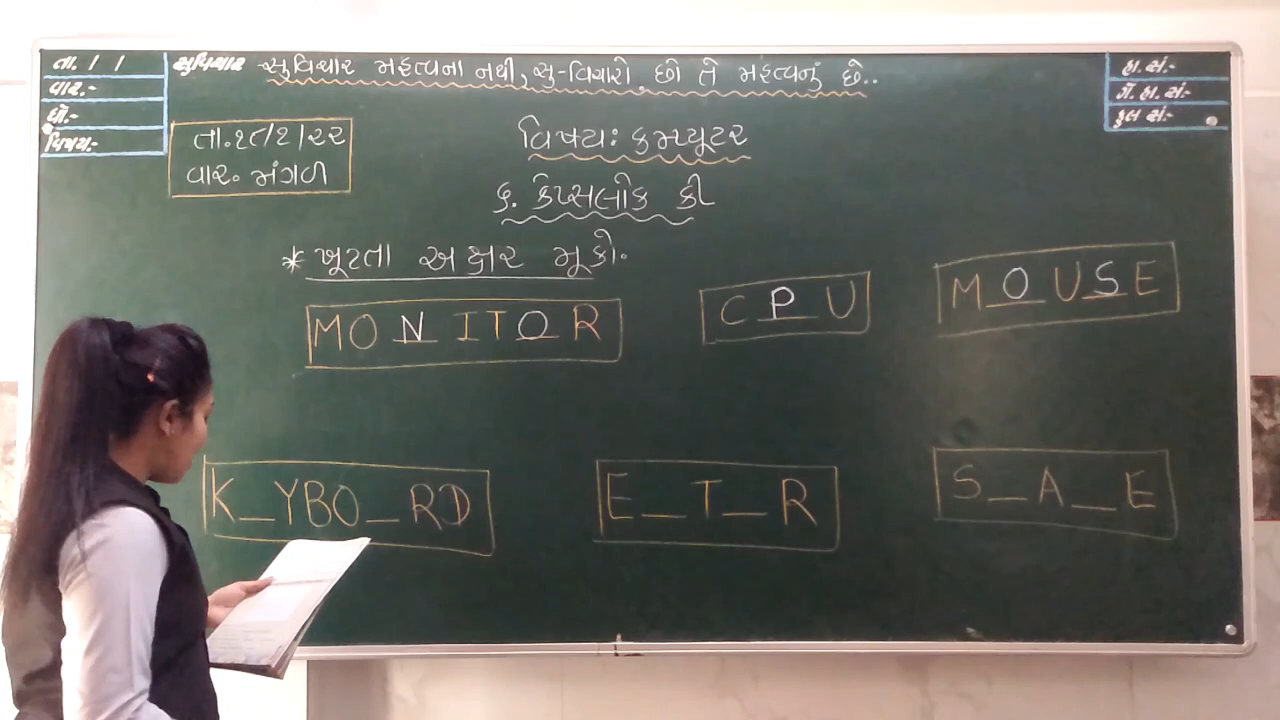 તા. / /
વાર.-
ધો.-
વિષય:-
સુવિચાર -સુવિચાર મહત્વના નથી, સુ-વિચારો છો તે મહત્વનું છે..
હા. સં.-
ગે. હા. સં.-
કુલ સં.-
તા.૨૮/૨/૨૨
વાર. મંગળ
વિષય: કમ્પ્યૂટર
૬. કેપ્સલોક કી
* ખૂટતા અક્ષર મૂકો.
MONITOR
CPU
MOUSE
K_YBO_RD
E_T_R
S_A_E